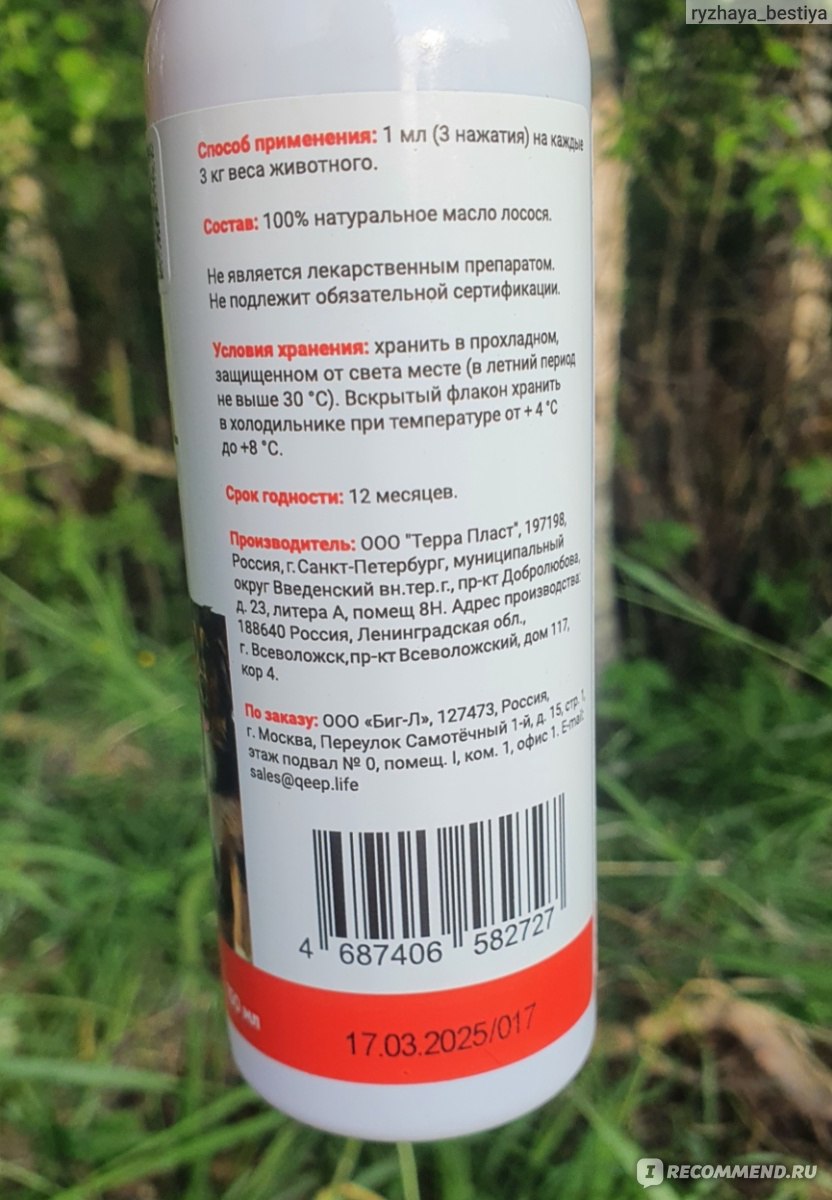 ryzhaya_bestiya
Способ применения: 1 мл (3 нажатия) на каждые
3 кг веса животного.
Состав: 100% натуральное масло лосося.
Не является лекарственным препаратом.
Не подлежит обязательной сертификации.
Условия хранения: хранить в прохладном,
защищенном от света месте (в летний период
не выше 30 °С). Вскрытый флакон хранить
в холодильнике при температуре от + 4 °С
до +8 °С.
Срок годности: 12 месяцев.
Производитель: ООО "Терра Пласт", 197198,
Россия, г.Санкт-Петербург, муниципальный
округ Введенский вн.тер.г., пр-кт Добролюбова,
д. 23, литера А, помещ 8Н. Адрес производства:
188640 Россия, Ленинградская обл.,
г. Всеволожск,пр-кт Всеволожский, дом 117,
кор 4.
По заказу: ООО «Биг-Л», 127473, Россия,
г. Москва, Переулок Самотёчный 1-й, д. 15, стр. 1,
этаж подвал № 0, помещ. I, ком. 1, офис 1. E-mail:
sales@qeep.life
4 687406 582727
мл
17.03.2025/017
IRECOMMEND.RU